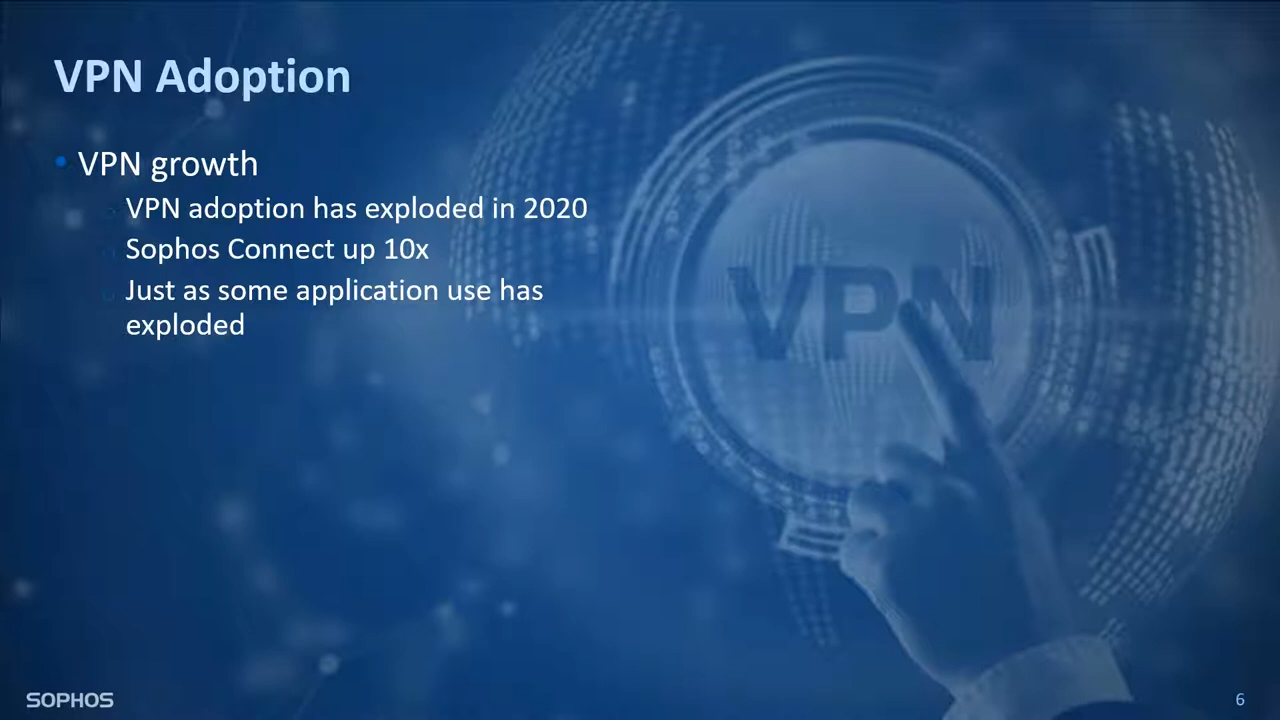 VPN Adoption
VPN growth
VPN adoption has exploded in 2020
Sophos Connect up 10x
Just as some application use has
exploded
VPN
SOPHOS
6